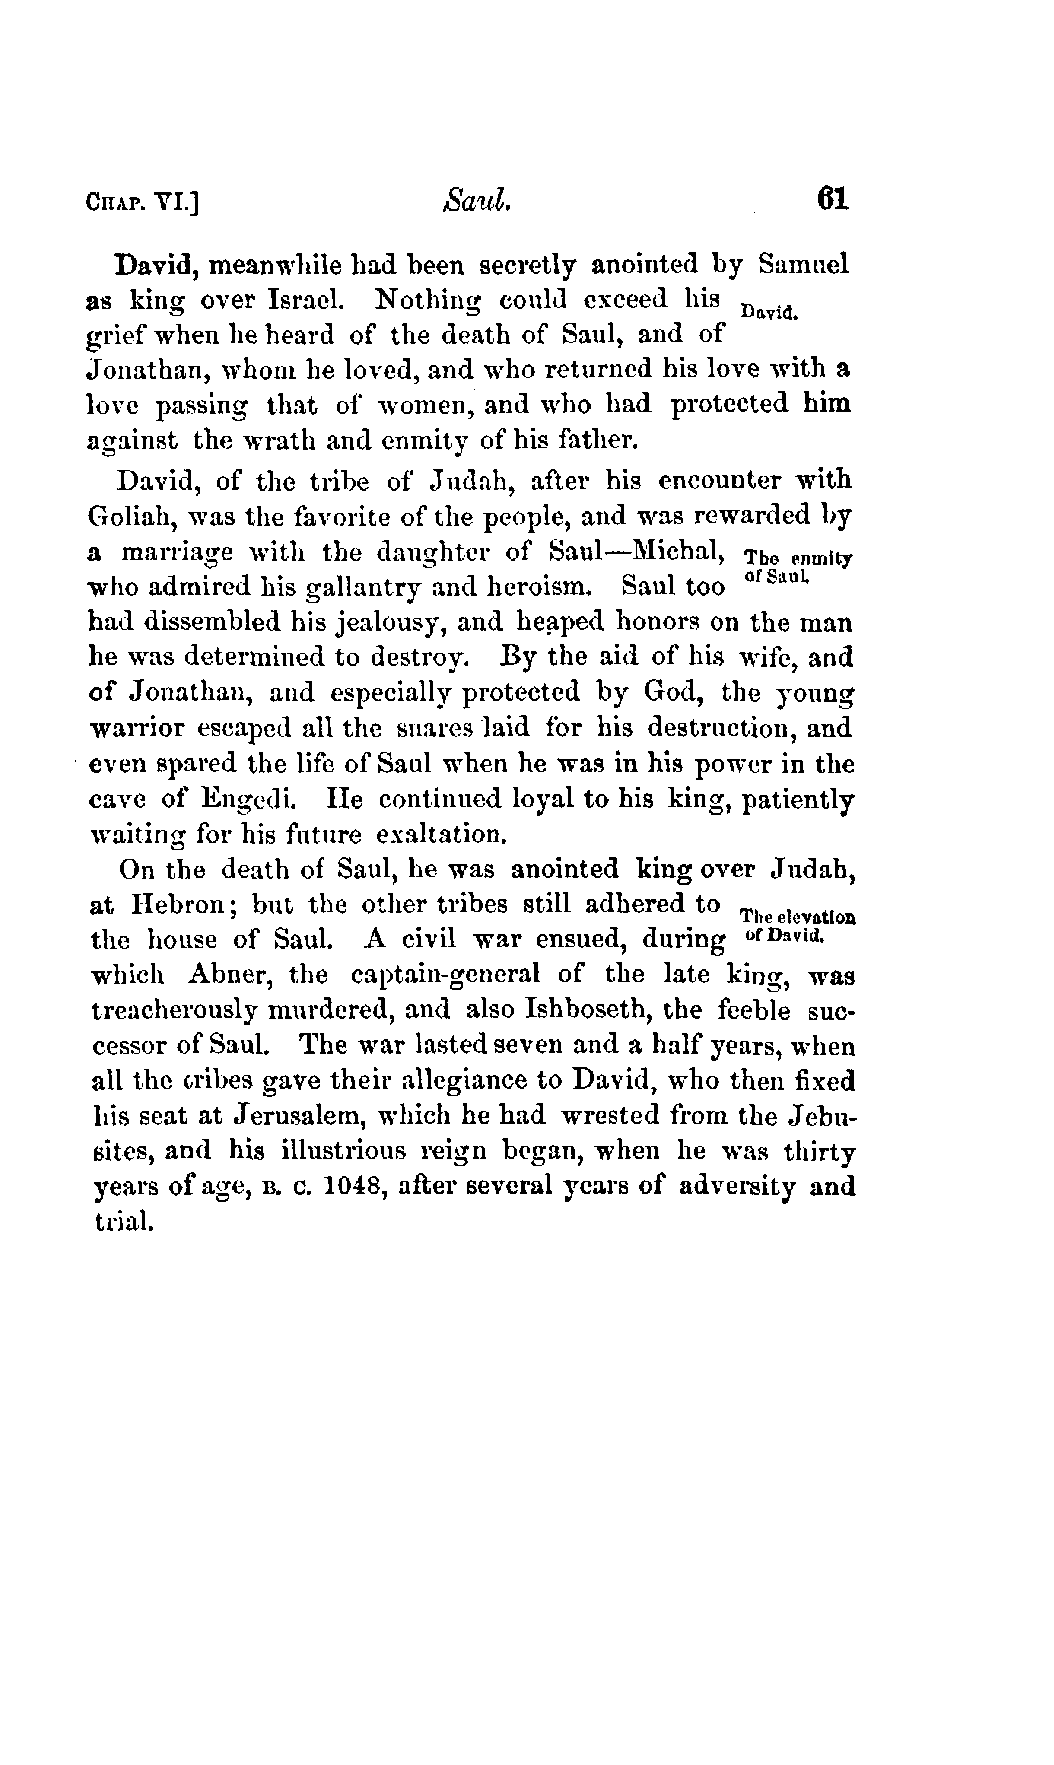 CHAP. VI.] Saul. 61
David, meanwhile had been secretly anointed by Samuel
as king over Israel. Nothing could exceed his David.
grief when he heard of the death of Saul, and of
Jonathan, whom he loved, and who returned his love with a
love passing that of women, and who had protected him
against the wrath and enmity of his father.
David, of the tribe of Judah, after his encounter with
Goliah, was the favorite of the people, and was rewarded by
a marriage with the daughter of Saul—Michal, The enmity
who admired his gallantry and heroism. Saul too of Saul.
had dissembled his jealousy, and heaped honors on the man
he was determined to destroy. By the aid of his wife, and
of Jonathan, and especially protected by God, the young
warrior escaped all the snares laid for his destruction, and
even spared the life of Saul when he was in his power in the
cave of Engedi. He continued loyal to his king, patiently
waiting for his future exaltation.
On the death of Saul, he was anointed king over Judah,
at Hebron; but the other tribes still adhered to The elevation
the house of Saul. A civil war ensued, during of David.
which Abner, the captain-general of the late king, was
treacherously murdered, and also Ishboseth, the feeble suc-
cessor of Saul. The war lasted seven and a half years, when
all the tribes gave their allegiance to David, who then fixed
his seat at Jerusalem, which he had wrested from the Jebu-
sites, and his illustrious reign began, when he was thirty
years of age, B. C. 1048, after several years of adversity and
trial.